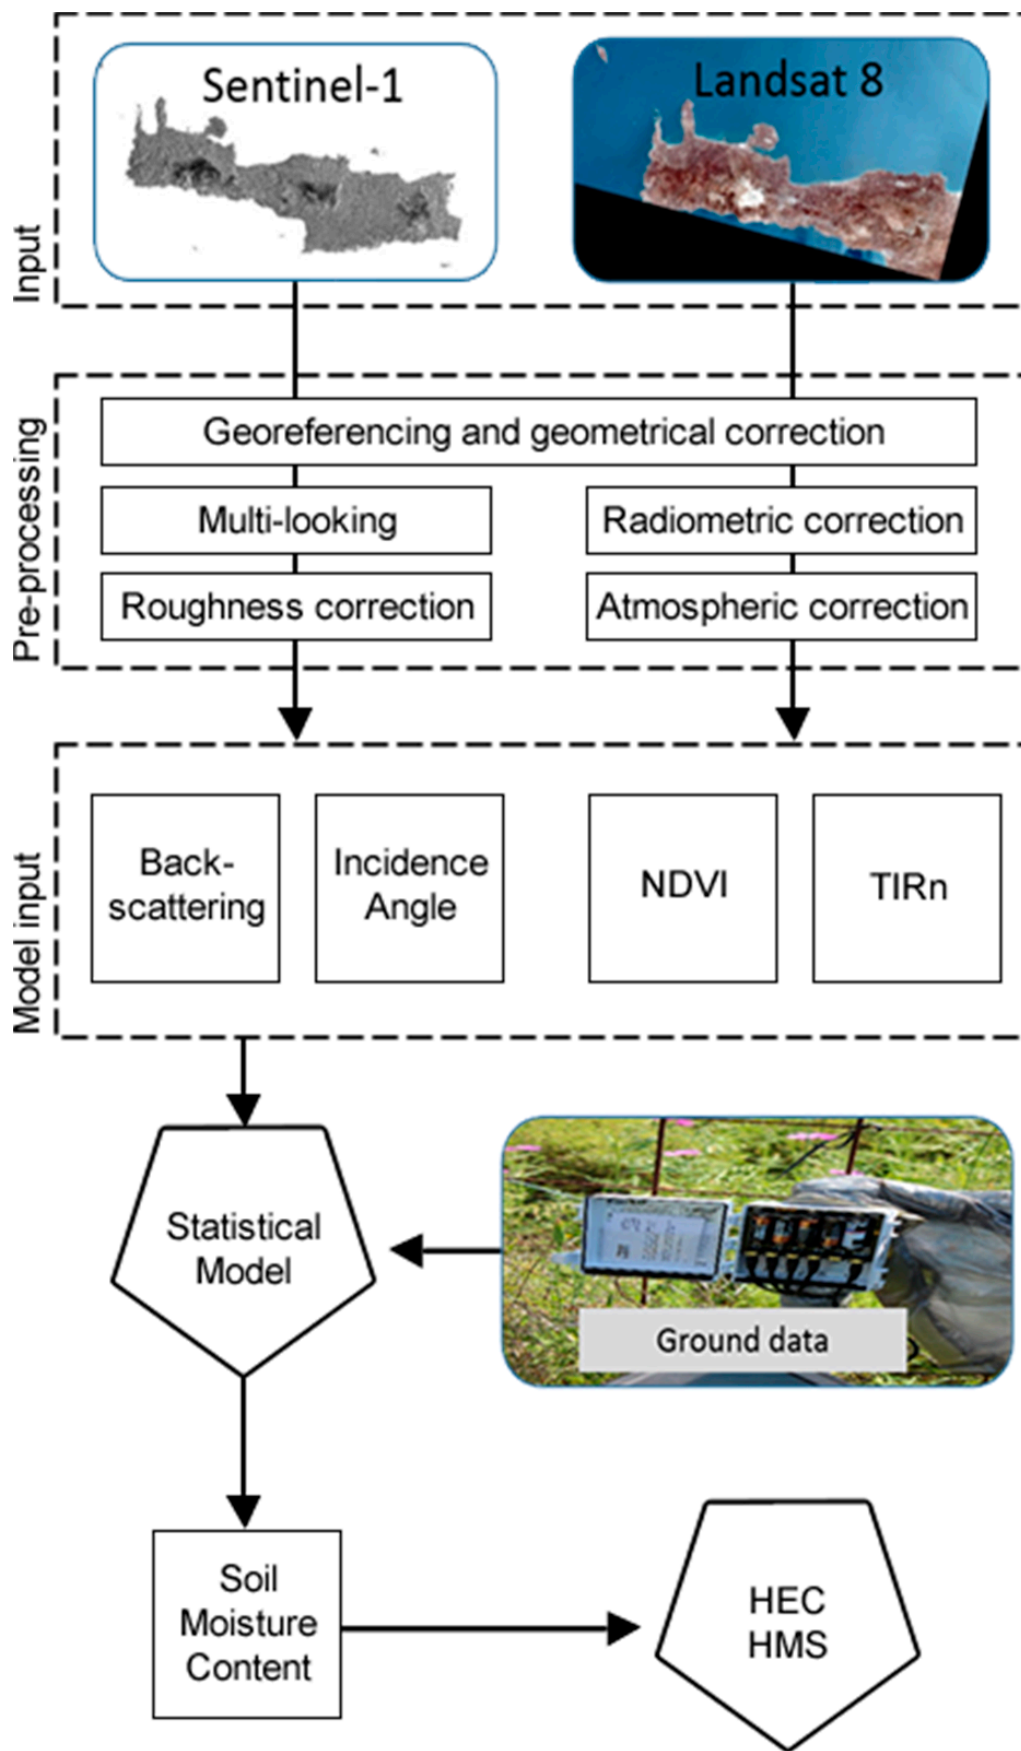 Input
Sentinel-1
Landsat 8
Pre-processing
Georeferencing and geometrical correction
Multi-looking
Radiometric correction
Roughness correction
Atmospheric correction
Model input
Back-
scattering
Incidence
Angle
NDVI
TIRn
Statistical
Model
Ground data
Soil
Moisture
Content
HEC
HMS